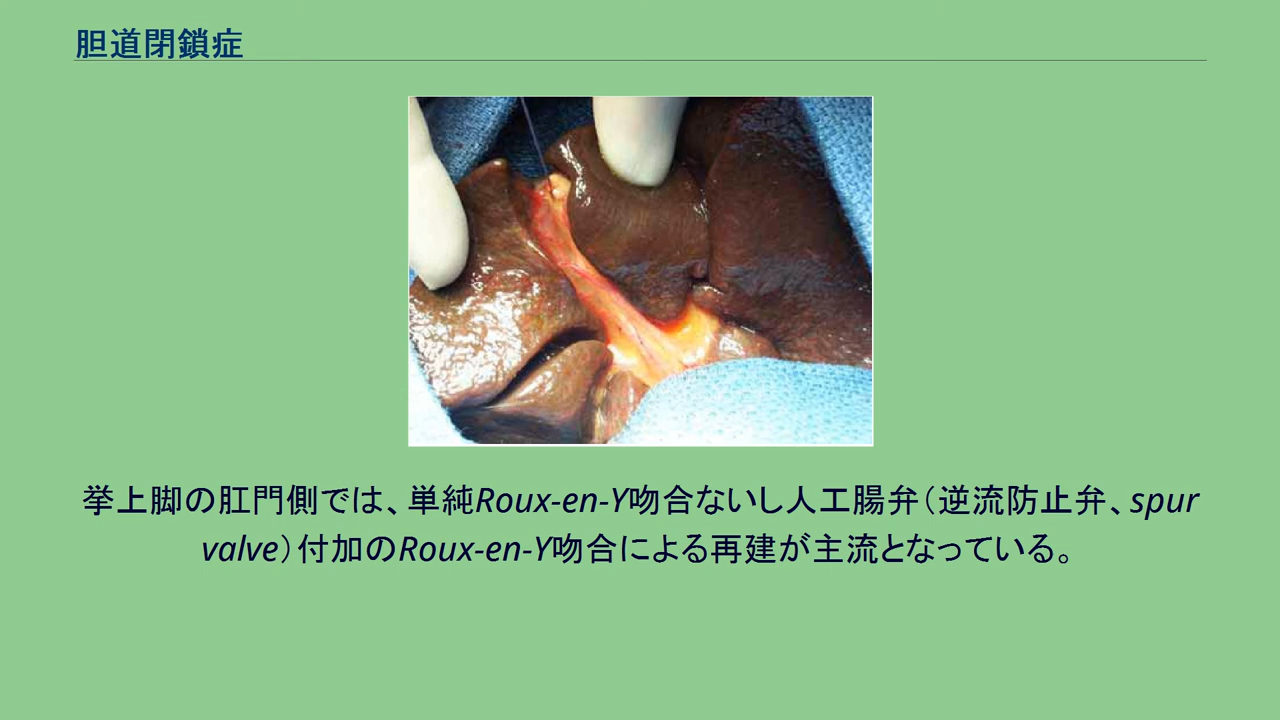 胆道閉鎖症
挙上脚の肛門側では、単純Roux-en-Y吻合ないし人工腸弁（逆流防止弁、spur
valve）付加のRoux-en-Y吻合による再建が主流となっている。